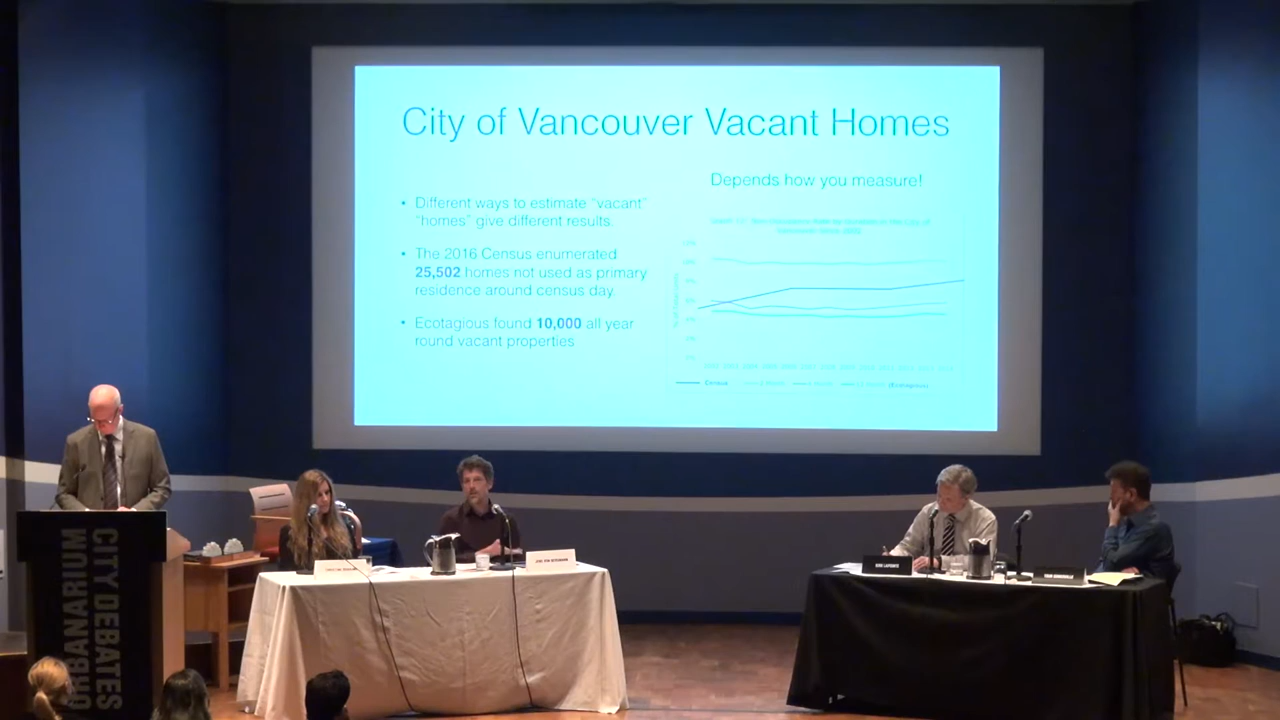 City of Vancouver Vacant Homes
Depends how you measure!
• Different ways to estimate "vacant"
"homes" give different results.
• The 2016 Census enumerated
25,502 homes not used as primary
residence around census day.
• Ecotagious found 10,000 all year
round vacant properties
Census
(Ecotagious)
URBANARIUM
CITY DEBATES